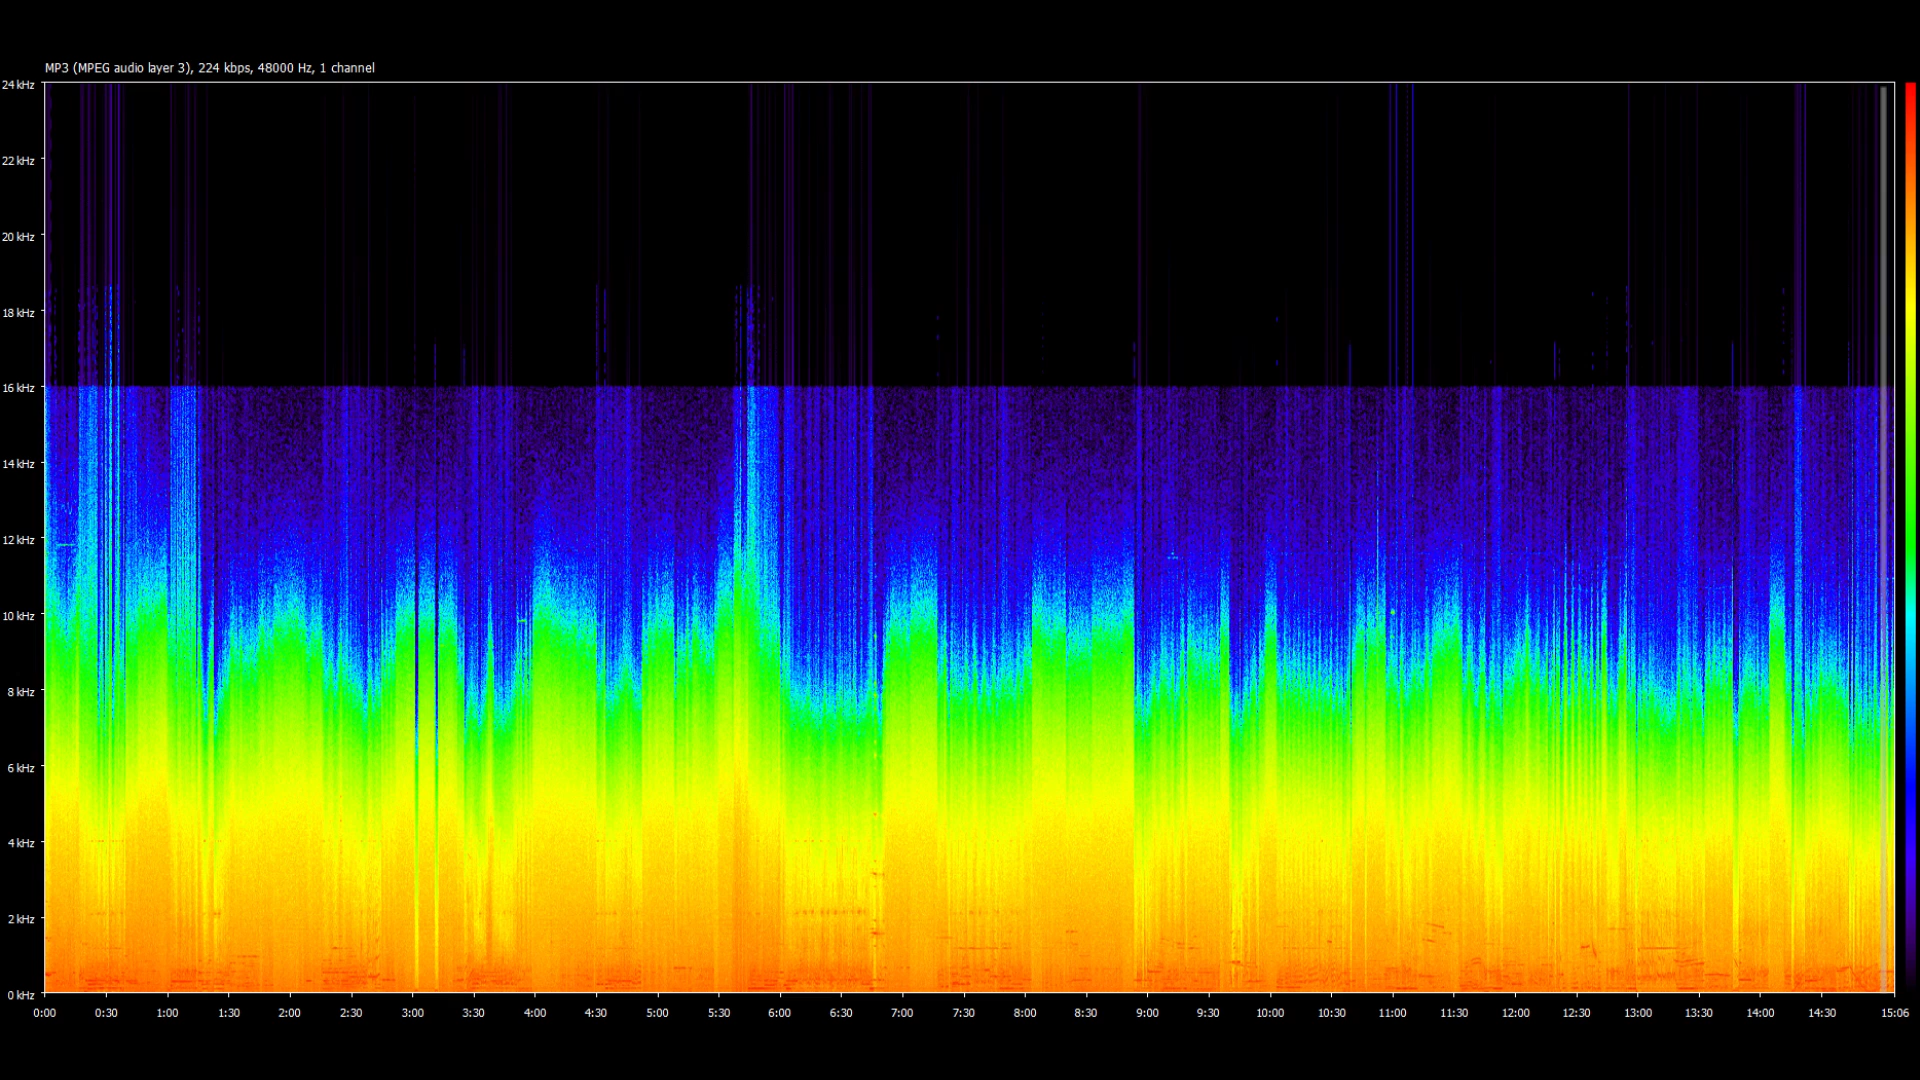 MP3 (MPEG audio layer 3), 224 kbps, 48000 Hz, 1 channel
24 kHz
22 kHz
20 kHz
18 kHz
16 kHz
14 kHz
12 kHz
10 kHz
8 kHz
6 kHz
4 kHz
2 kHz
0 kHz
0:00 0:30 1:00 1:30 2:00 2:30 3:00 3:30 4:00 4:30 5:00 5:30 6:00 6:30 7:00 7:30 8:00 8:30 9:00 9:30 10:00 10:30 11:00 11:30 12:00 12:30 13:00 13:30 14:00 14:30 15:06